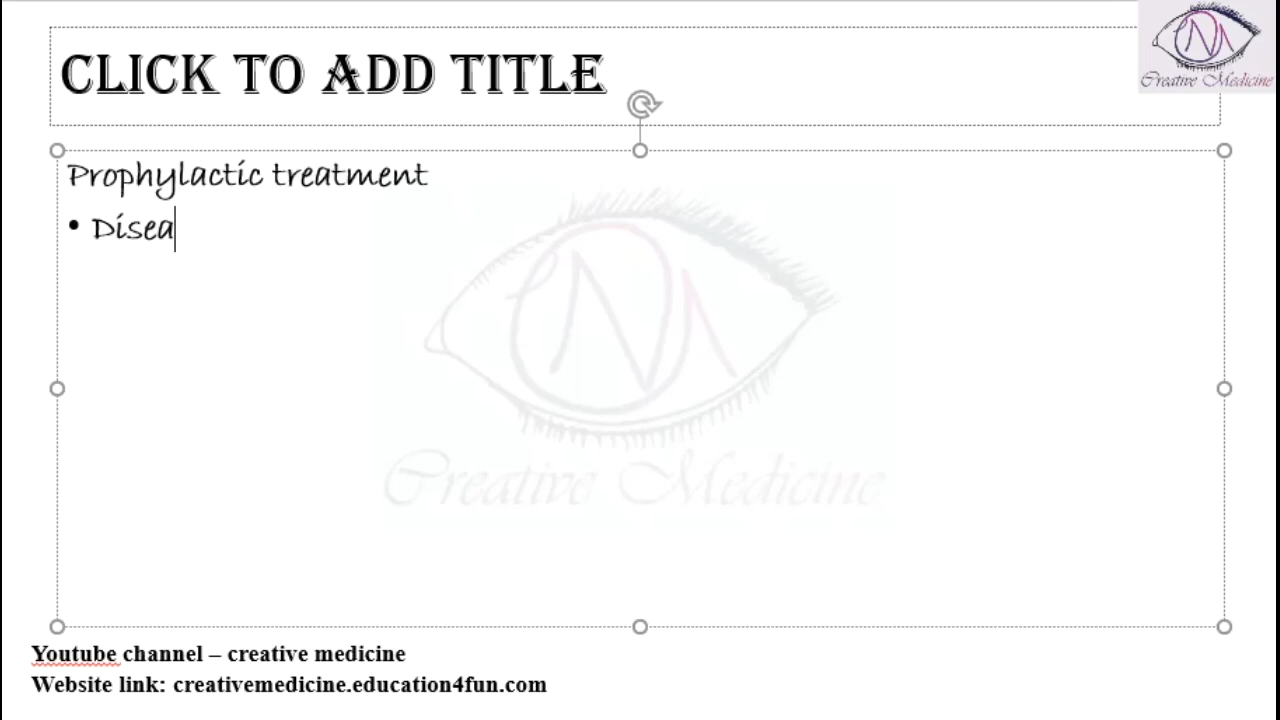 CLICK TO ADD TITLE
Creative Medicine
Prophylactic treatment
• Disea
Creative Medicine
Youtube channel – creative medicine
Website link: creativemedicine.education4fun.com